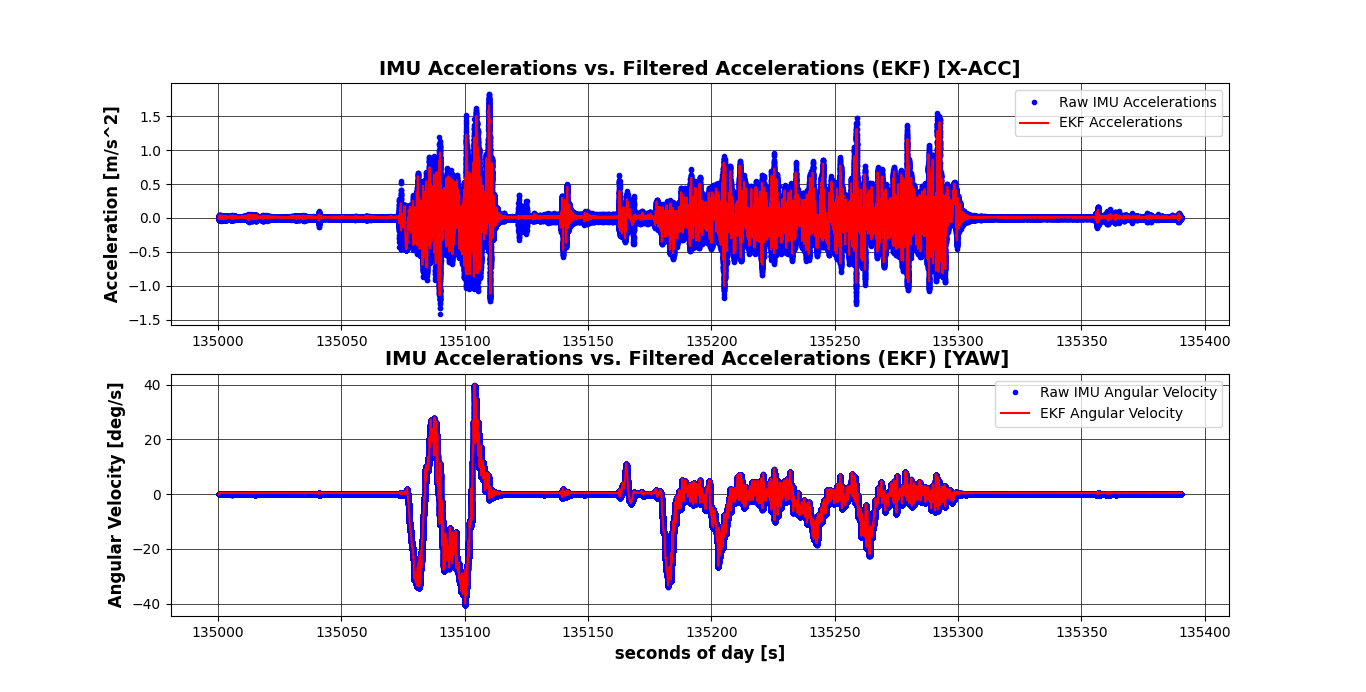 IMU Accelerations vs. Filtered Accelerations (EKF) [X-ACC]
Acceleration [m/s^2]
1.5
1.0
0.5
0.0
−0.5
−1.0
−1.5
Raw IMU Accelerations
EKF Accelerations
135000 135050 135100 135150 135200 135250 135300 135350 135400
IMU Accelerations vs. Filtered Accelerations (EKF) [YAW]
Angular Velocity [deg/s]
40
20
0
−20
−40
Raw IMU Angular Velocity
EKF Angular Velocity
135000 135050 135100 135150 135200 135250 135300 135350 135400
seconds of day [s]